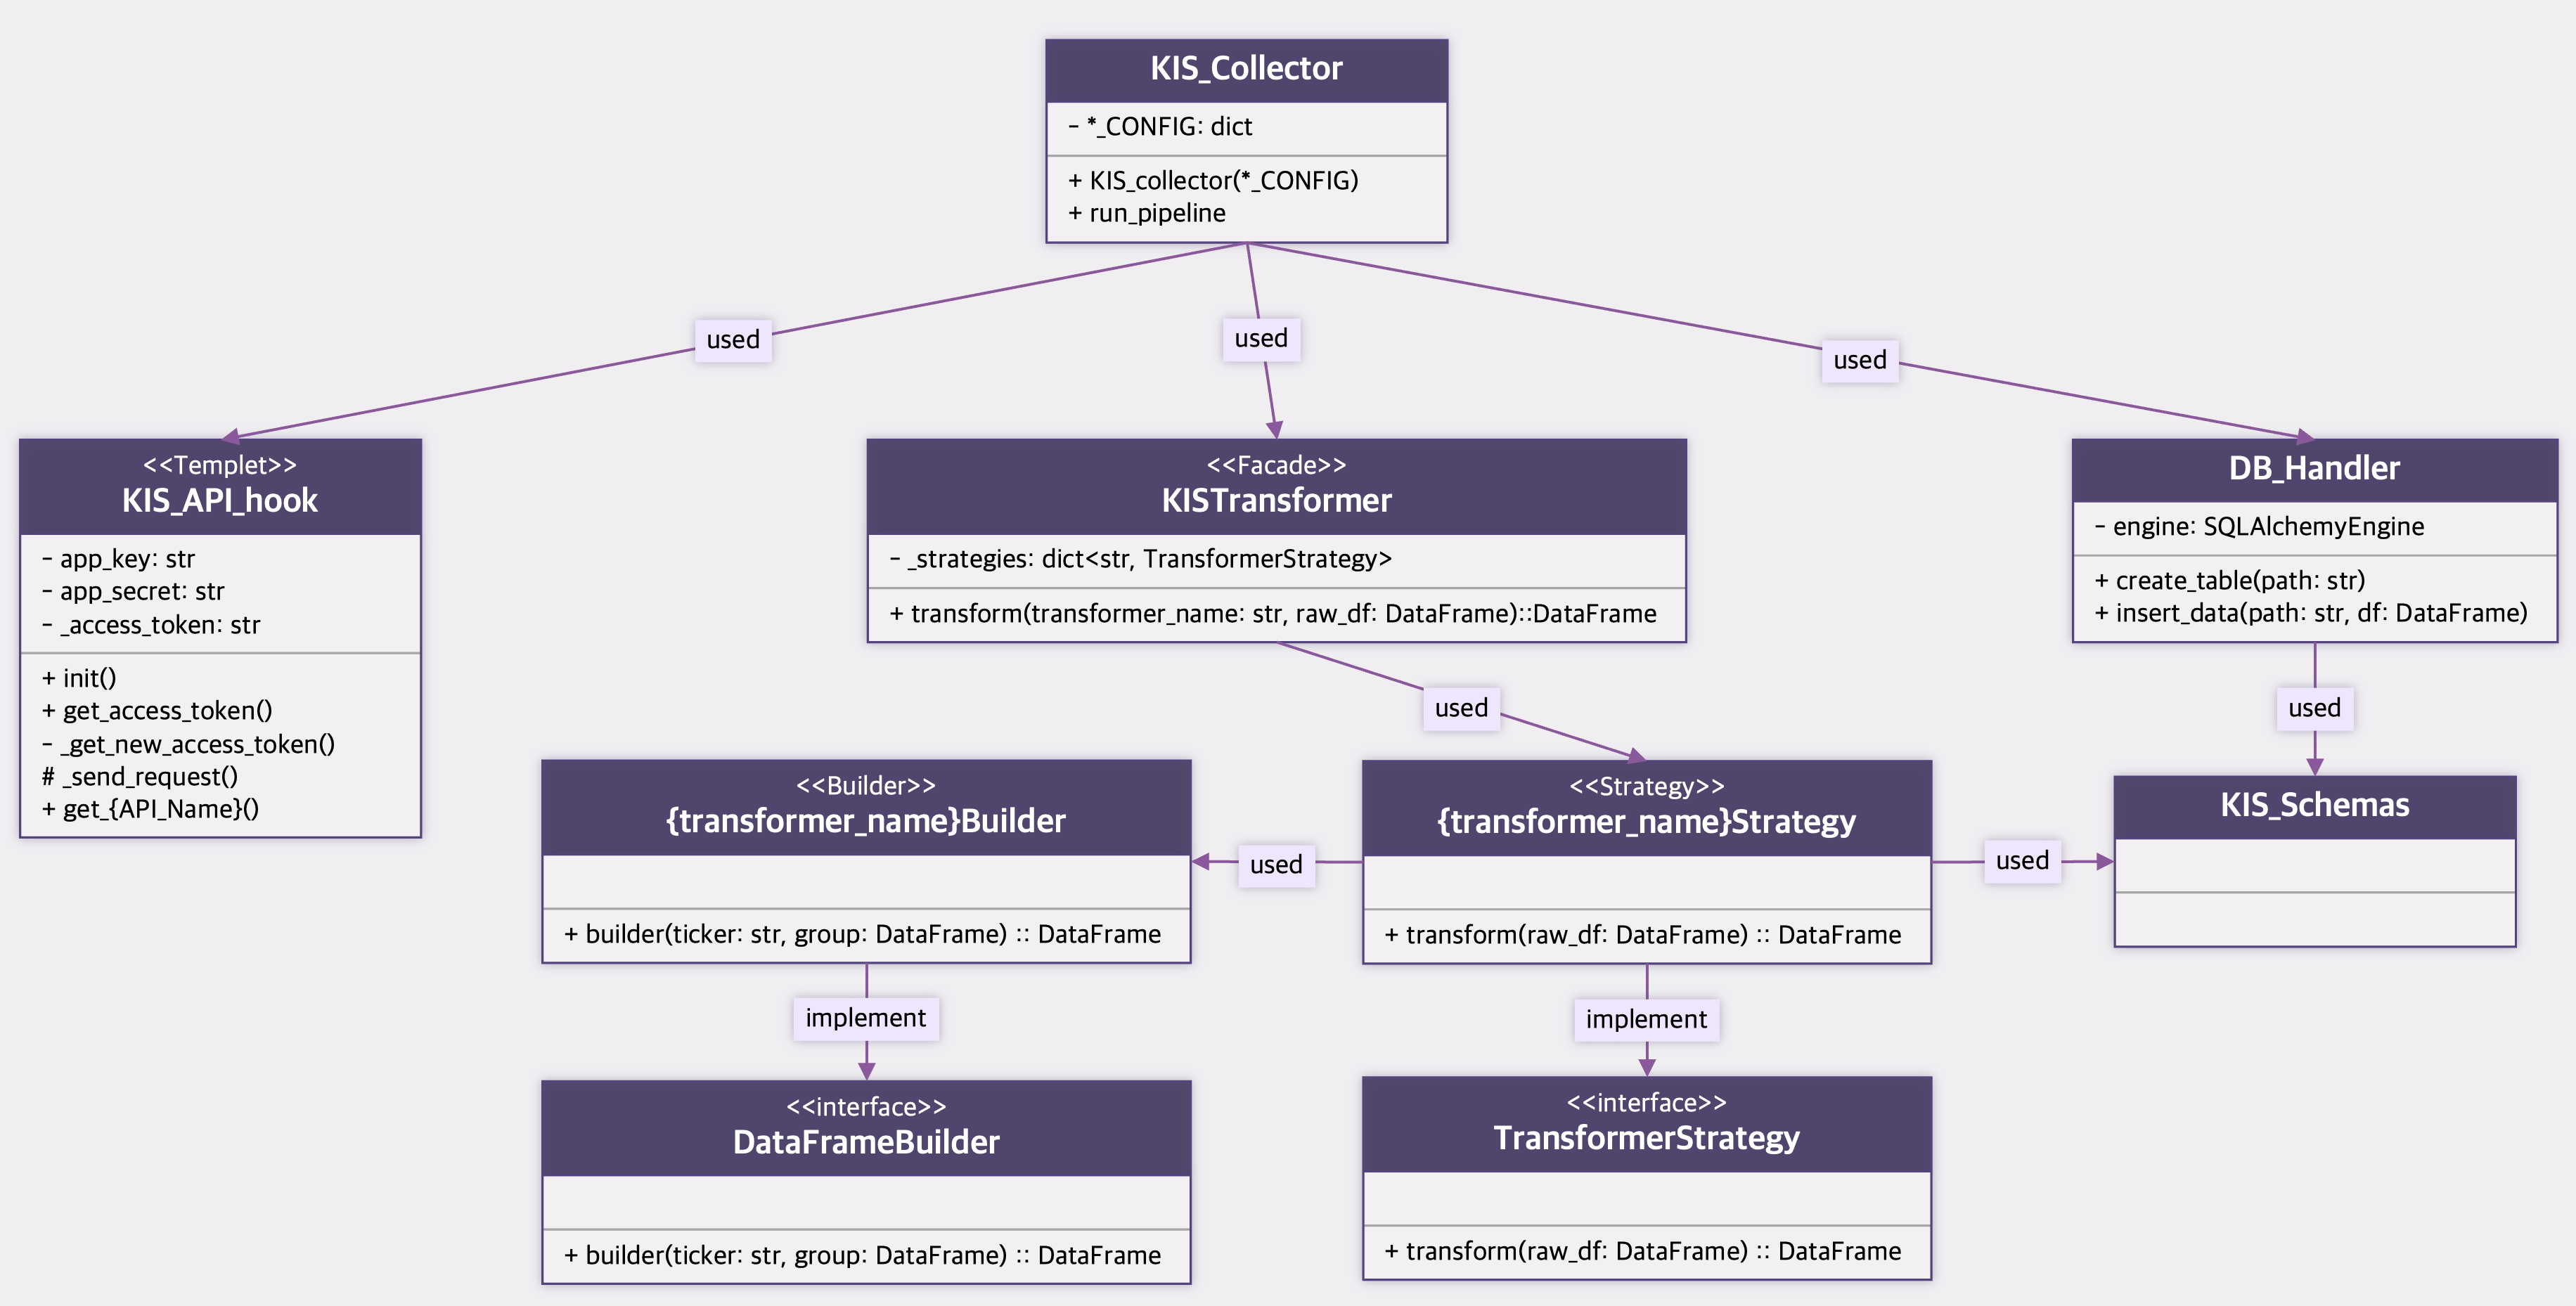 KIS_Collector
- *_CONFIG: dict
+ KIS_collector(*_CONFIG)
+ run_pipeline
used
used
used
<<Templet>>
KIS_API_hook
- app_key: str
- app_secret: str
- _access_token: str
+ init()
+ get_access_token()
- _get_new_access_token()
# _send_request()
+ get_{API_Name}()
<<Facade>>
KISTransformer
- _strategies: dict<str, TransformerStrategy>
+ transform(transformer_name: str, raw_df: DataFrame)::DataFrame
DB_Handler
- engine: SQLAlchemyEngine
+ create_table(path: str)
+ insert_data(path: str, df: DataFrame)
used
used
<<Builder>>
{transformer_name}Builder
+ builder(ticker: str, group: DataFrame) :: DataFrame
used
<<Strategy>>
{transformer_name}Strategy
+ transform(raw_df: DataFrame) :: DataFrame
used
KIS_Schemas
implement
implement
<<interface>>
DataFrameBuilder
+ builder(ticker: str, group: DataFrame) :: DataFrame
<<interface>>
TransformerStrategy
+ transform(raw_df: DataFrame) :: DataFrame